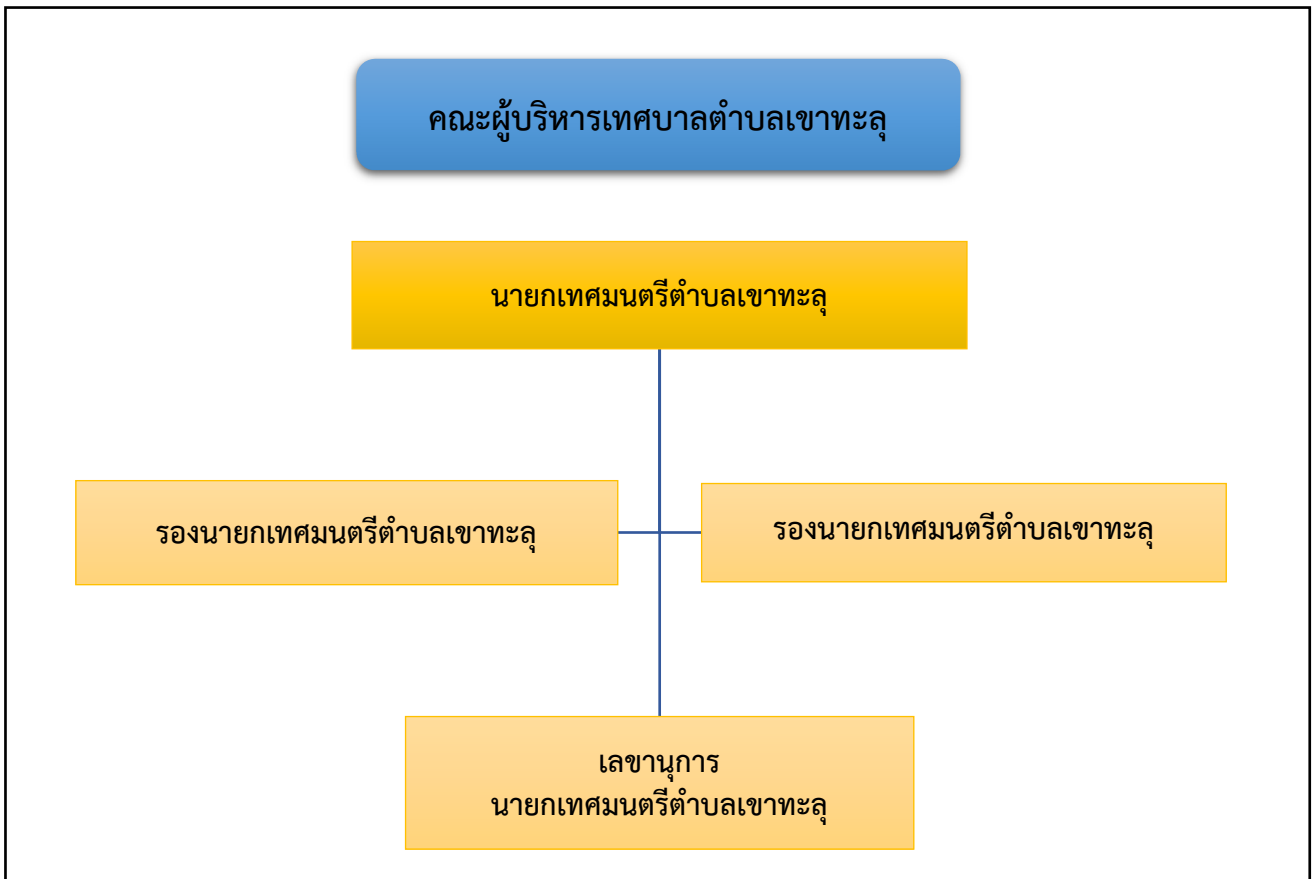 คณะผู้บริหารเทศบาลตำบลเขาทะลุ
นายกเทศมนตรีตำบลเขาทะลุ
รองนายกเทศมนตรีตำบลเขาทะลุ
รองนายกเทศมนตรีตำบลเขาทะลุ
เลขานุการ
นายกเทศมนตรีตำบลเขาทะลุ